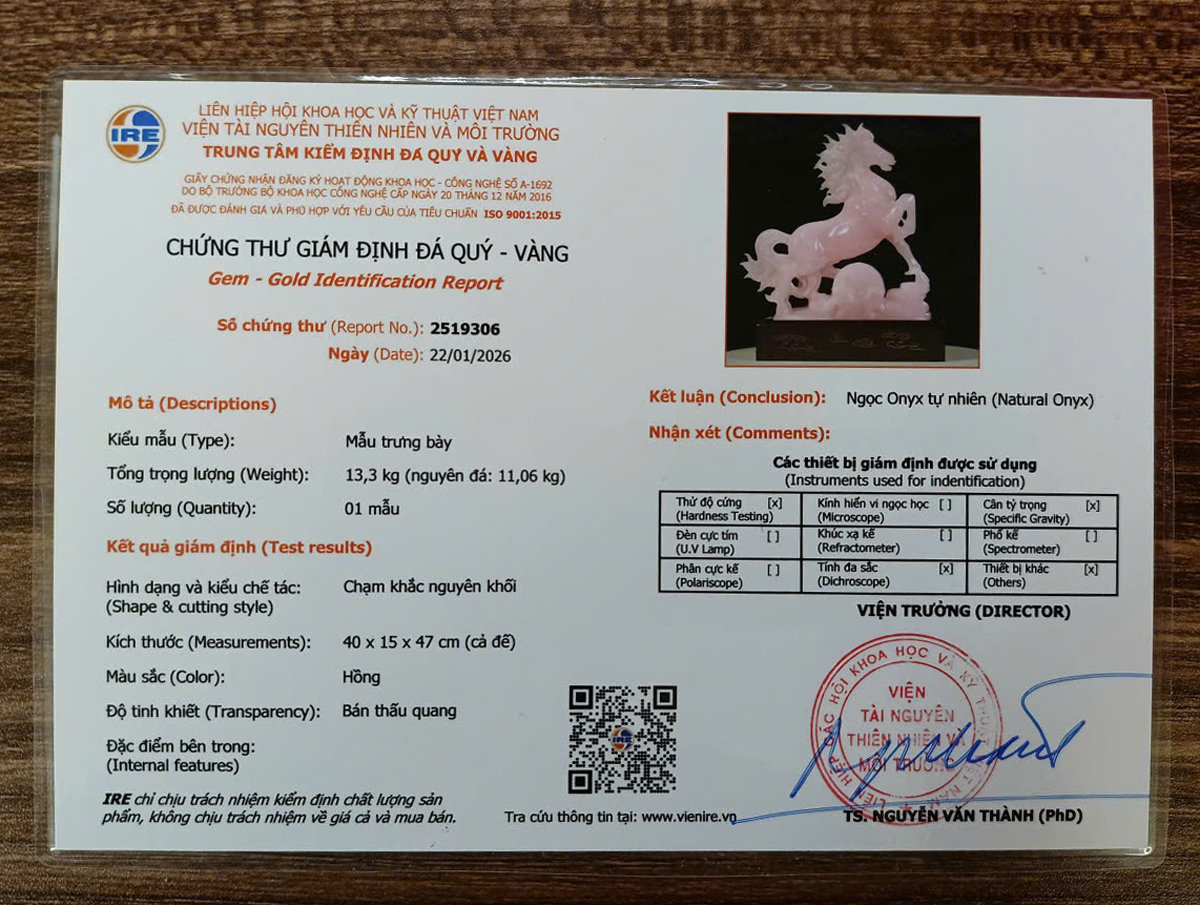 IRE
LIÊN HIỆP HỘI KHOA HỌC VÀ KỸ THUẬT VIỆT NAM
VIỆN TÀI NGUYÊN THIÊN NHIÊN VÀ MÔI TRƯỜNG
TRUNG TÂM KIỂM ĐỊNH ĐÁ QUÝ VÀ VÀNG
GIẤY CHỨNG NHẬN ĐĂNG KÝ HOẠT ĐỘNG KHOA HỌC - CÔNG NGHỆ SỐ A-1692
DO BỘ TRƯỞNG BỘ KHOA HỌC CÔNG NGHỆ CẤP NGÀY 20 THÁNG 12 NĂM 2016
ĐÃ ĐƯỢC ĐÁNH GIÁ VÀ PHÙ HỢP VỚI YÊU CẦU CỦA TIÊU CHUẨN ISO 9001:2015
CHỨNG THƯ GIÁM ĐỊNH ĐÁ QUÝ - VÀNG
Gem - Gold Identification Report
Số chứng thư (Report No.): 2519306
Ngày (Date): 22/01/2026
Mô tả (Descriptions)
Kiểu mẫu (Type): Mẫu trưng bày
Tổng trọng lượng (Weight): 13,3 kg (nguyên đá: 11,06 kg)
Số lượng (Quantity): 01 mẫu
Kết quả giám định (Test results)
Hình dạng và kiểu chế tác: Chạm khắc nguyên khối
(Shape & cutting style)
Kích thước (Measurements): 40 x 15 x 47 cm (cả đế)
Màu sắc (Color): Hồng
Độ tinh khiết (Transparency): Bán thấu quang
Đặc điểm bên trong:
(Internal features)
IRE chỉ chịu trách nhiệm kiểm định chất lượng sản
phẩm, không chịu trách nhiệm về giá cả và mua bán.
IRE
Tra cứu thông tin tại: www.vienire.vn
Kết luận (Conclusion): Ngọc Onyx tự nhiên (Natural Onyx)
Nhận xét (Comments):
Các thiết bị giám định được sử dụng
(Instruments used for indentification)
Thử độ cứng [x] Kính hiển vi ngọc học [ ] Cân tỷ trọng [x]
(Hardness Testing) (Microscope) (Specific Gravity)
Đèn cực tím [ ] Khúc xạ kế [ ] Phổ kế [ ]
(U.V Lamp) (Refractometer) (Spectrometer)
Phân cực kế [ ] Tính đa sắc [x] Thiết bị khác [x]
(Polariscope) (Dichroscope) (Others)
VIỆN TRƯỞNG (DIRECTOR)
LIÊN HIỆP CÁC HỘI KHOA HỌC VÀ KỸ THUẬT VIỆT NAM
VIỆN
TÀI NGUYÊN
THIÊN NHIÊN VÀ
MÔI TRƯỜNG
TS. NGUYỄN VĂN THÀNH (PhD)